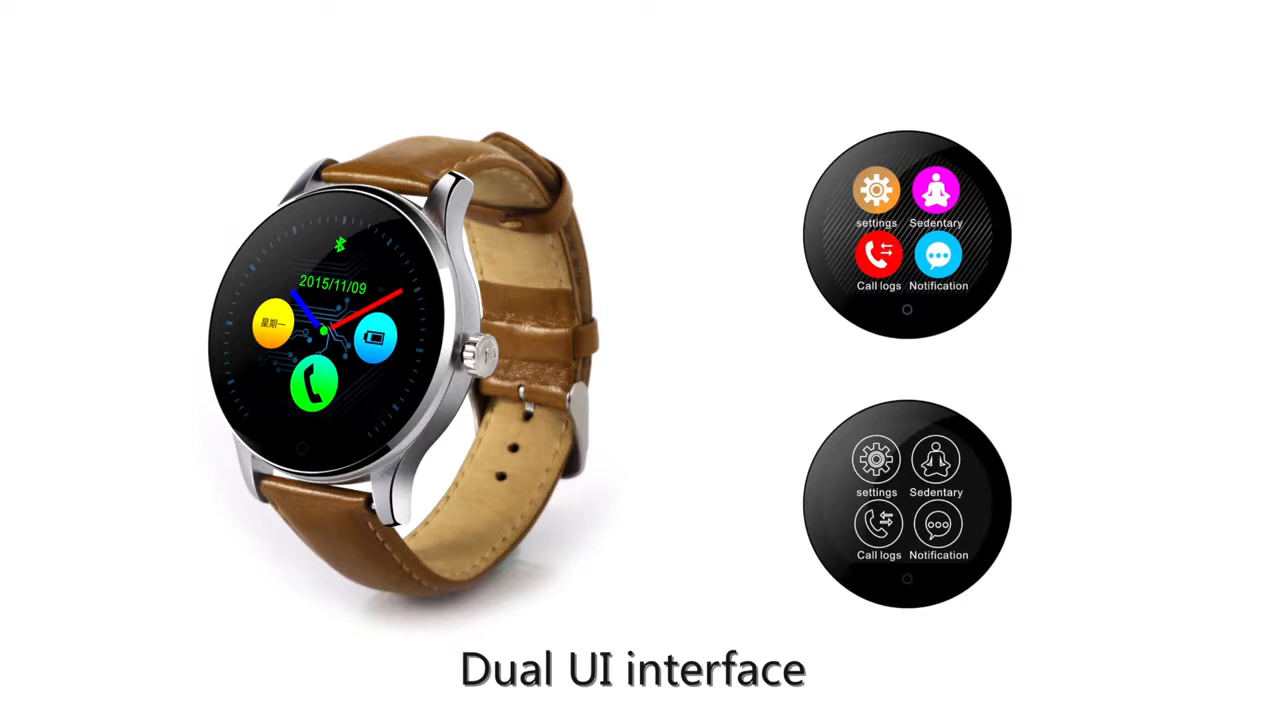 2015/11/09
星期一
settings Sedentary
Call logs Notification
settings Sedentary
Call logs Notification
Dual UI interface